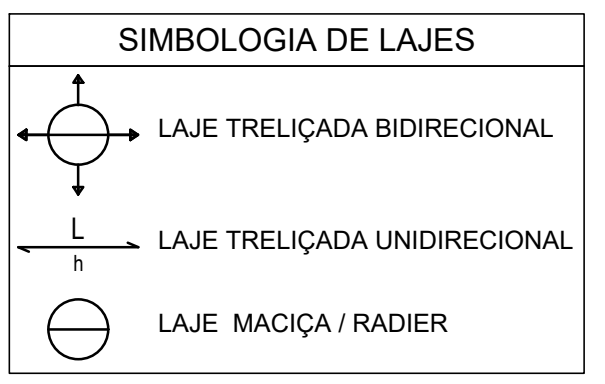 SIMBOLOGIA DE LAJES
LAJE TRELIÇADA BIDIRECIONAL
L
h
LAJE TRELIÇADA UNIDIRECIONAL
LAJE MACIÇA / RADIER